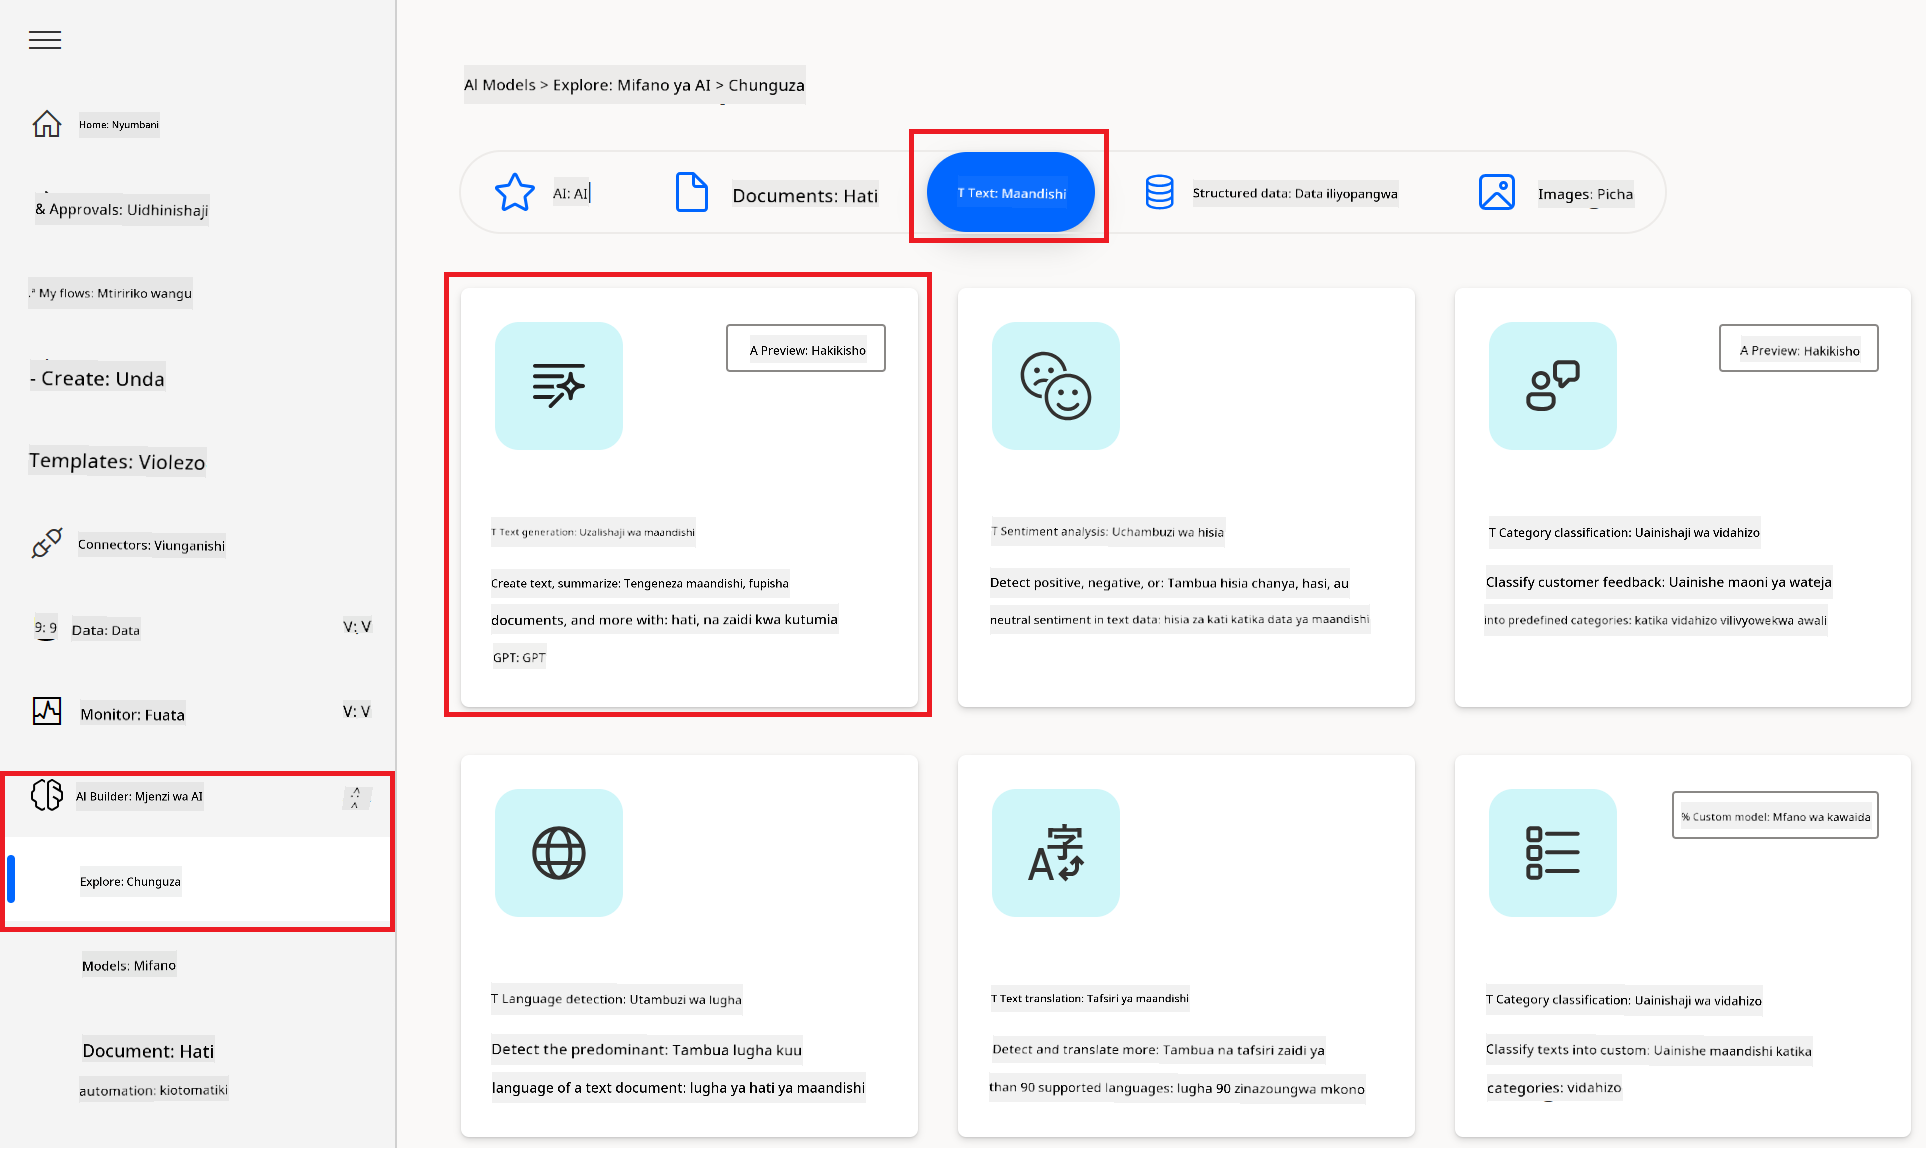 Home: Nyumbani
& Approvals: Uidhinishaji
.ª My flows: Mtiririko wangu
- Create: Unda
Templates: Violezo
Connectors: Viunganishi
9: 9 Data: Data V: V
Monitor: Fuata V: V
AI Builder: Mjenzi wa AI ^: ^
Explore: Chunguza
Models: Mifano
Document: Hati
automation: kiotomatiki
AI Models > Explore: Mifano ya AI > Chunguza
AI: AI
Documents: Hati
T Text: Maandishi
Structured data: Data iliyopangwa
Images: Picha
A Preview: Hakikisho
T Text generation: Uzalishaji wa maandishi
Create text, summarize: Tengeneza maandishi, fupisha
documents, and more with: hati, na zaidi kwa kutumia
GPT: GPT
T Sentiment analysis: Uchambuzi wa hisia
Detect positive, negative, or: Tambua hisia chanya, hasi, au
neutral sentiment in text data: hisia za kati katika data ya maandishi
A Preview: Hakikisho
T Category classification: Uainishaji wa vidahizo
Classify customer feedback: Uainishe maoni ya wateja
into predefined categories: katika vidahizo vilivyowekwa awali
T Language detection: Utambuzi wa lugha
Detect the predominant: Tambua lugha kuu
language of a text document: lugha ya hati ya maandishi
T Text translation: Tafsiri ya maandishi
Detect and translate more: Tambua na tafsiri zaidi ya
than 90 supported languages: lugha 90 zinazoungwa mkono
% Custom model: Mfano wa kawaida
T Category classification: Uainishaji wa vidahizo
Classify texts into custom: Uainishe maandishi katika
categories: vidahizo